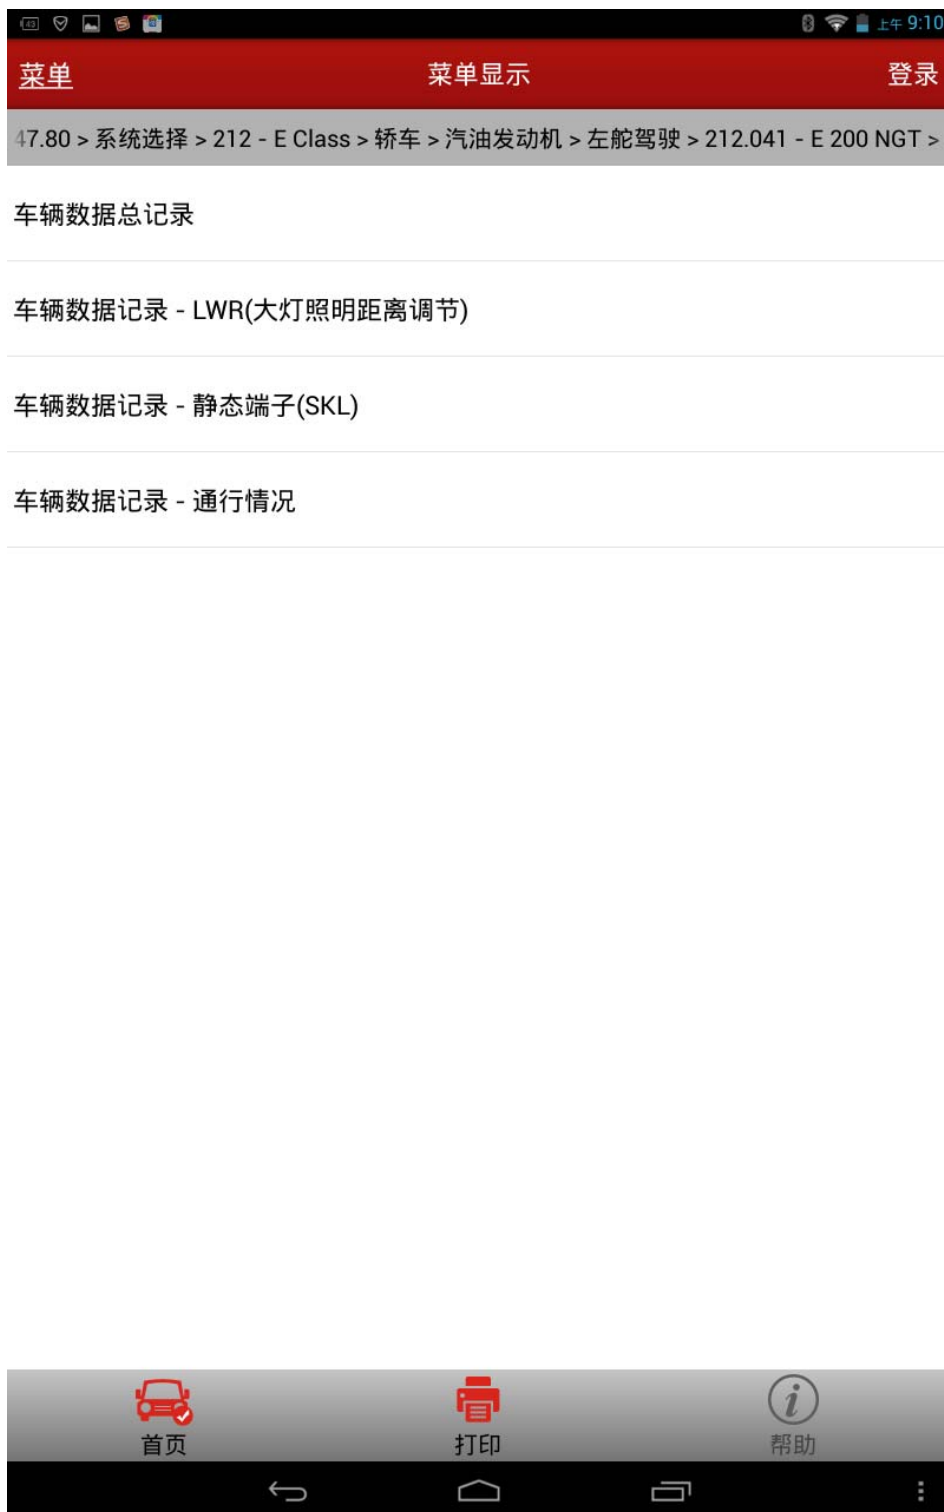 43 上午 9:10
菜单 菜单显示 登录
47.80 > 系统选择 > 212 - E Class > 轿车 > 汽油发动机 > 左舵驾驶 > 212.041 - E 200 NGT >
车辆数据总记录
车辆数据记录 - LWR(大灯照明距离调节)
车辆数据记录 - 静态端子(SKL)
车辆数据记录 - 通行情况
首页 打印 帮助